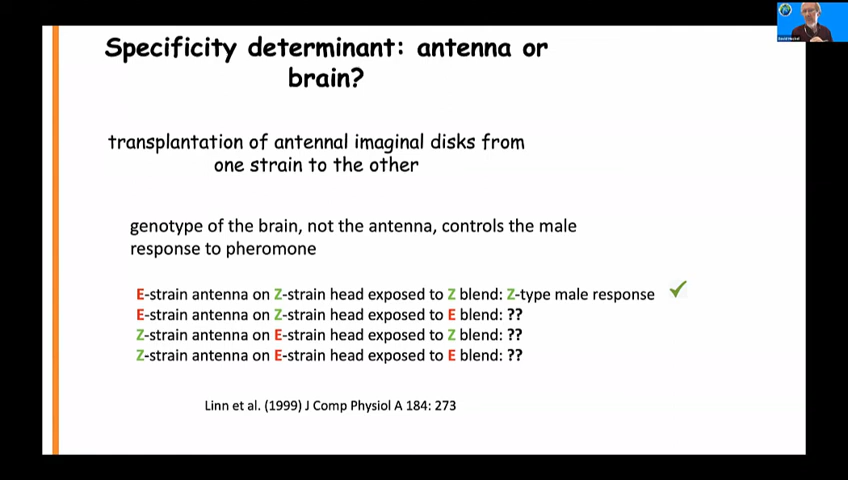 Specificity determinant: antenna or
brain?
transplantation of antennal imaginal disks from
one strain to the other
genotype of the brain, not the antenna, controls the male
response to pheromone
E-strain antenna on Z-strain head exposed to Z blend: Z-type male response
E-strain antenna on Z-strain head exposed to E blend: ??
Z-strain antenna on E-strain head exposed to Z blend: ??
Z-strain antenna on E-strain head exposed to E blend: ??
Linn et al. (1999) J Comp Physiol A 184: 273